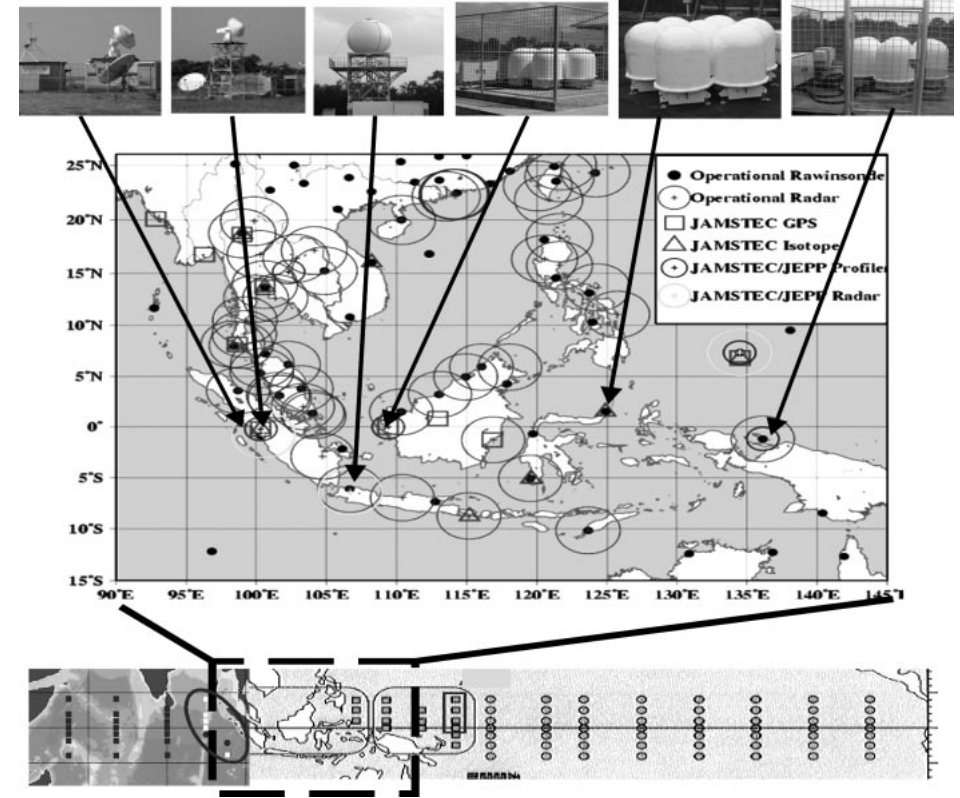 25°N
20°N
15°N
10°N
5°N
0°
5°S
10°S
15°S
Operational Rawinsonde
Operational Radar
JAMSTEC GPS
JAMSTEC Isotope
JAMSTEC/JEPP Profiler
JAMSTEC/JEPP Radar
90°E 95°E 100°E 105°E 110°E 115°E 120°E 125°E 130°E 135°E 140°E 145°E